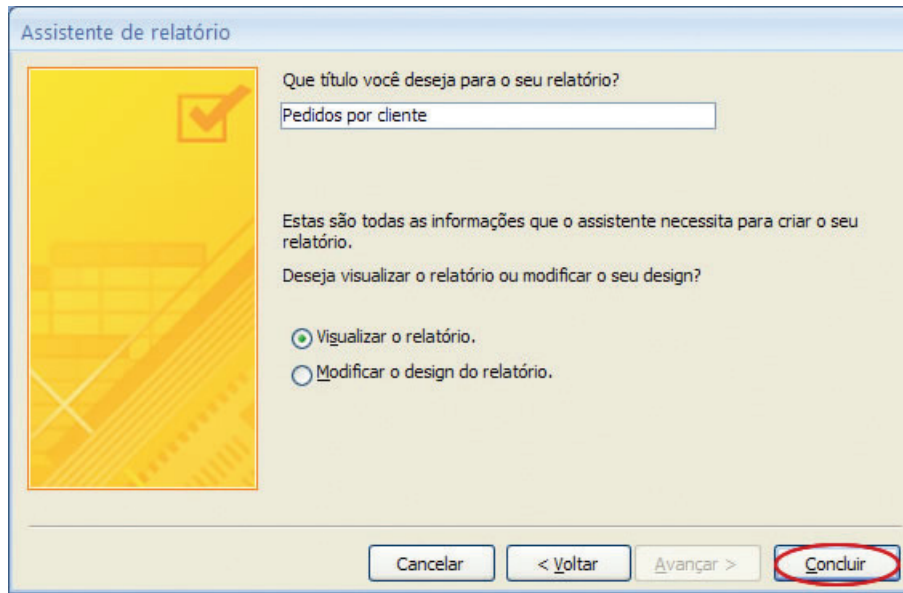 Assistente de relatório
Que título você deseja para o seu relatório?
Pedidos por cliente
Estas são todas as informações que o assistente necessita para criar o seu
relatório.
Deseja visualizar o relatório ou modificar o seu design?
Visualizar o relatório.
Modificar o design do relatório.
Cancelar
< Voltar
Avançar >
Concluir